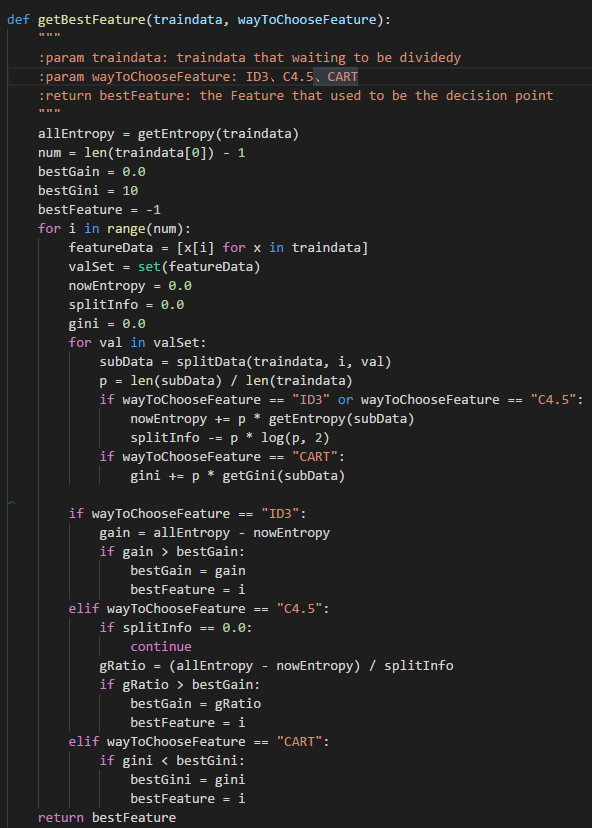 def getBestFeature(traindata, wayToChooseFeature):
    """
    :param traindata: traindata that waiting to be dividedy
    :param wayToChooseFeature: ID3、C4.5、CART
    :return bestFeature: the Feature that used to be the decision point
    """
    allEntropy = getEntropy(traindata)
    num = len(traindata[0]) - 1
    bestGain = 0.0
    bestGini = 10
    bestFeature = -1
    for i in range(num):
        featureData = [x[i] for x in traindata]
        valSet = set(featureData)
        nowEntropy = 0.0
        splitInfo = 0.0
        gini = 0.0
        for val in valSet:
            subData = splitData(traindata, i, val)
            p = len(subData) / len(traindata)
            if wayToChooseFeature == "ID3" or wayToChooseFeature == "C4.5":
                nowEntropy += p * getEntropy(subData)
                splitInfo -= p * log(p, 2)
            if wayToChooseFeature == "CART":
                gini += p * getGini(subData)
        if wayToChooseFeature == "ID3":
            gain = allEntropy - nowEntropy
            if gain > bestGain:
                bestGain = gain
                bestFeature = i
        elif wayToChooseFeature == "C4.5":
            if splitInfo == 0.0:
                continue
            gRatio = (allEntropy - nowEntropy) / splitInfo
            if gRatio > bestGain:
                bestGain = gRatio
                bestFeature = i
        elif wayToChooseFeature == "CART":
            if gini < bestGini:
                bestGini = gini
                bestFeature = i
    return bestFeature